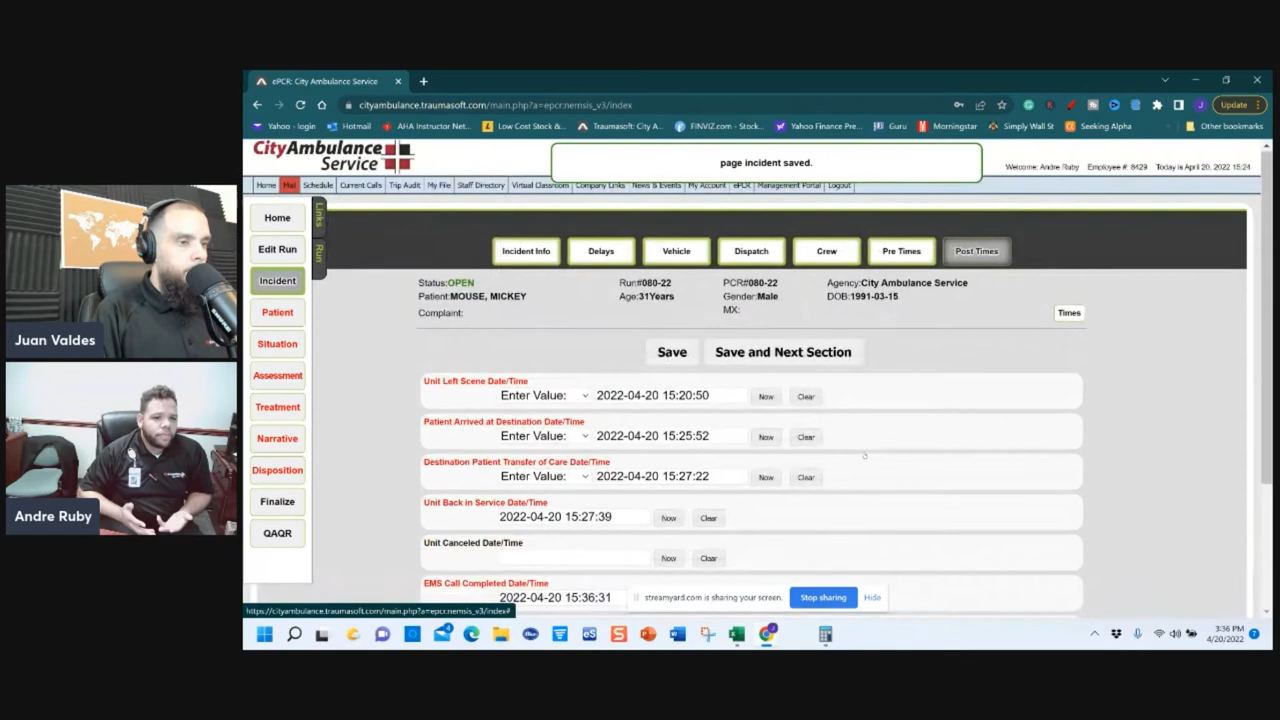 ePCR: City Ambulance Service
cityambulance.traumasoft.com/main.php?a=epcr:nemsis_v3/index
Update
Yahoo - login
Hotmail
AHA Instructor Net...
Low Cost Stock &...
Traumasoft: City A...
FINVIZ.com - Stock...
Yahoo Finance Pre...
Guru
Morningstar
Simply Wall St
Seeking Alpha
Other bookmarks
CityAmbulance
Service
page incident saved.
Welcome: Andre Ruby Employee #: 8429 Today is April 20, 2022 15:24
Home Mail Schedule Current Calls Trip Audit My File Staff Directory Virtual Classroom Company Links News & Events My Account ePCR Management Portal Logout
Links
Run
Home
Edit Run
Incident
Patient
Situation
Assessment
Treatment
Narrative
Disposition
Finalize
QAQR
Incident Info Delays Vehicle Dispatch Crew Pre Times Post Times
Status:OPEN Run#080-22 PCR#080-22 Agency:City Ambulance Service
Patient:MOUSE, MICKEY Age:31Years Gender:Male DOB:1991-03-15
Complaint: MX:
Times
Save Save and Next Section
Unit Left Scene Date/Time
Enter Value: 2022-04-20 15:20:50 Now Clear
Patient Arrived at Destination Date/Time
Enter Value: 2022-04-20 15:25:52 Now Clear
Destination Patient Transfer of Care Date/Time
Enter Value: 2022-04-20 15:27:22 Now Clear
Unit Back in Service Date/Time
2022-04-20 15:27:39 Now Clear
Unit Canceled Date/Time
Now Clear
EMS Call Completed Date/Time
2022-04-20 15:36:31
streamyard.com is sharing your screen. Stop sharing Hide
https://cityambulance.traumasoft.com/main.php?a=epcr:nemsis_v3/index#
3:36 PM
4/20/2022
Juan Valdes
Andre Ruby